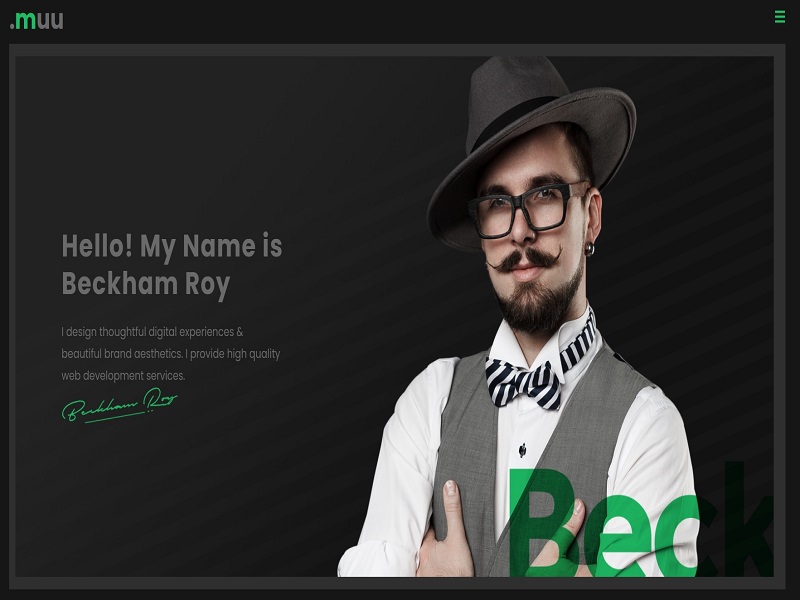 .muu
Hello! My Name is
Beckham Roy
I design thoughtful digital experiences &
beautiful brand aesthetics. I provide high quality
web development services.
Beckham Roy
Beck